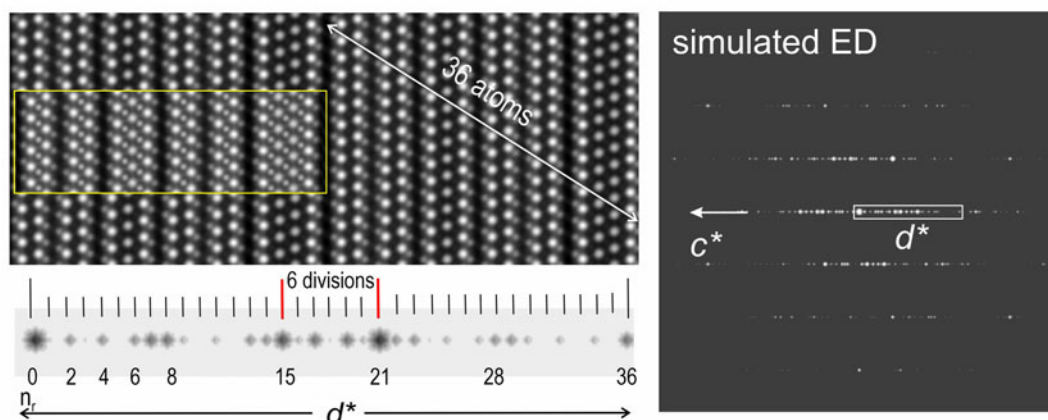 36 atoms
simulated ED
c*
d*
6 divisions
0 2 4 6 8 15 21 28 36
n_r
d*